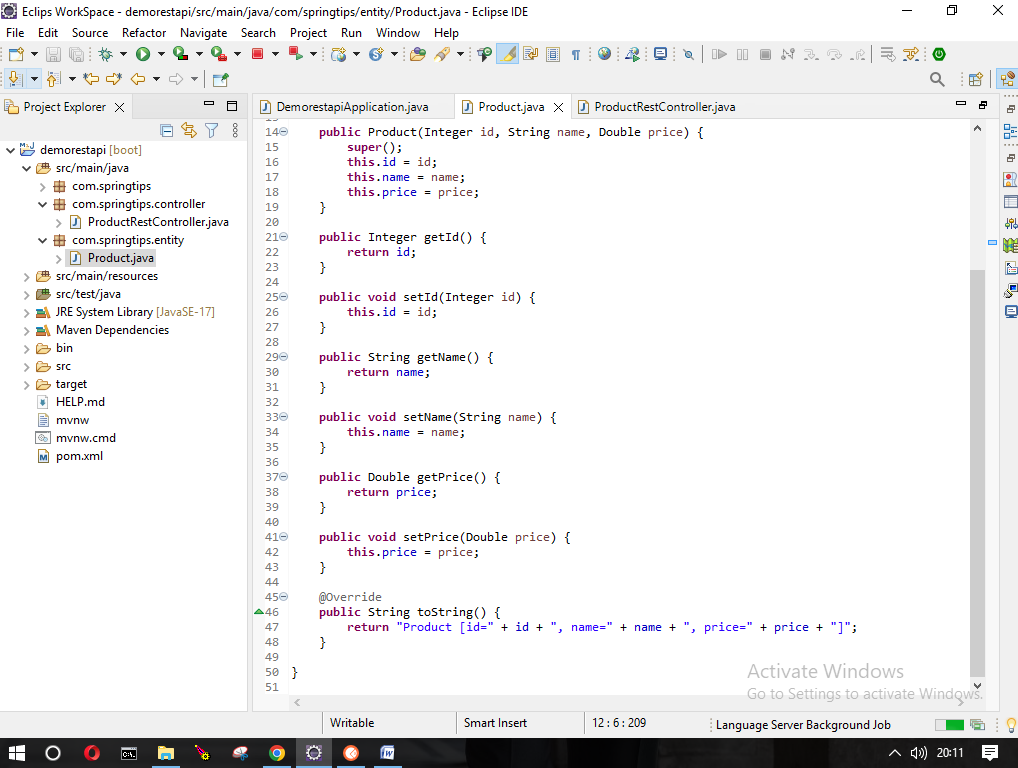 Eclips WorkSpace - demorestapi/src/main/java/com/springtips/entity/Product.java - Eclipse IDE
File Edit Source Refactor Navigate Search Project Run Window Help
Project Explorer
demorestapi [boot]
src/main/java
com.springtips
com.springtips.controller
ProductRestController.java
com.springtips.entity
Product.java
src/main/resources
src/test/java
JRE System Library [JavaSE-17]
Maven Dependencies
bin
src
target
HELP.md
mvnw
mvnw.cmd
pom.xml
DemorestapiApplication.java Product.java ProductRestController.java
14 public Product(Integer id, String name, Double price) {
15 super();
16 this.id = id;
17 this.name = name;
18 this.price = price;
19 }
20
21 public Integer getId() {
22 return id;
23 }
24
25 public void setId(Integer id) {
26 this.id = id;
27 }
28
29 public String getName() {
30 return name;
31 }
32
33 public void setName(String name) {
34 this.name = name;
35 }
36
37 public Double getPrice() {
38 return price;
39 }
40
41 public void setPrice(Double price) {
42 this.price = price;
43 }
44
45 @Override
46 public String toString() {
47 return "Product [id=" + id + ", name=" + name + ", price=" + price + "]";
48 }
49
50 }
51
Activate Windows
Go to Settings to activate Windows.
Writable Smart Insert 12 : 6 : 209 Language Server Background Job
20:11